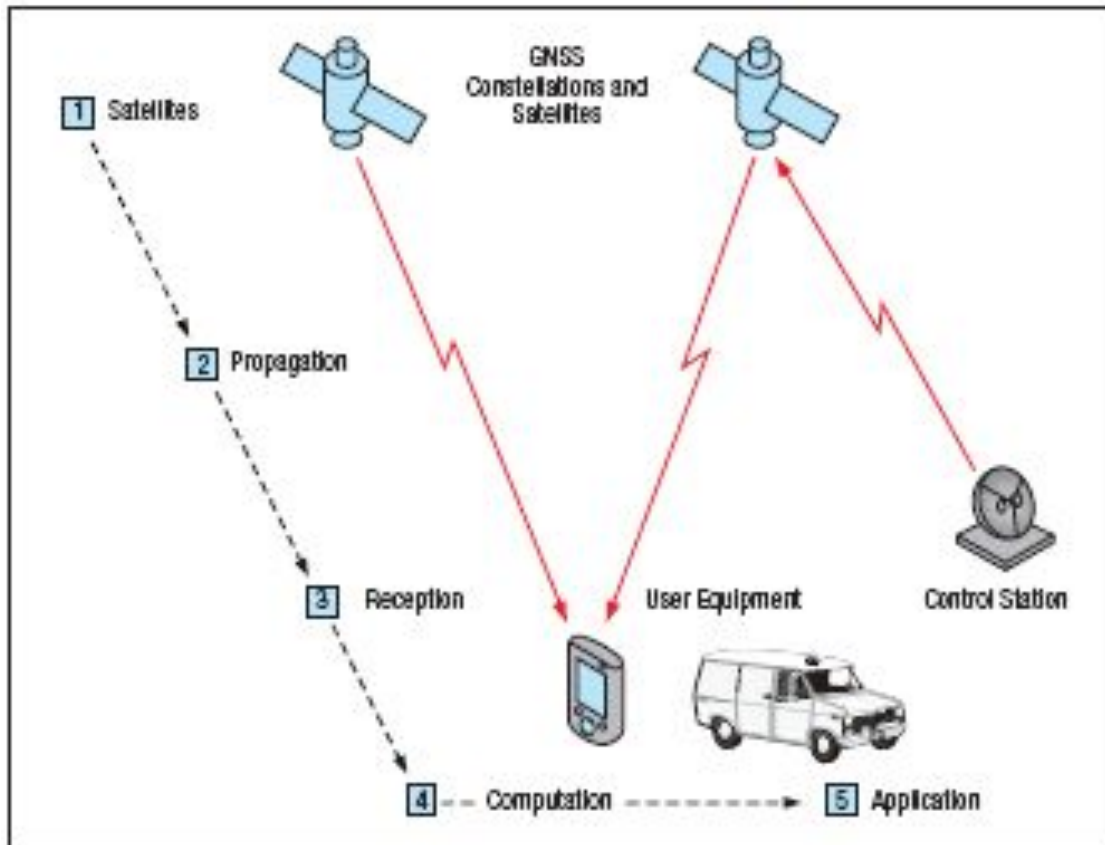 GNSS
Constellations and
Satellites
1 Satellites
2 Propagation
3 Reception
User Equipment
Control Station
4 Computation
5 Application